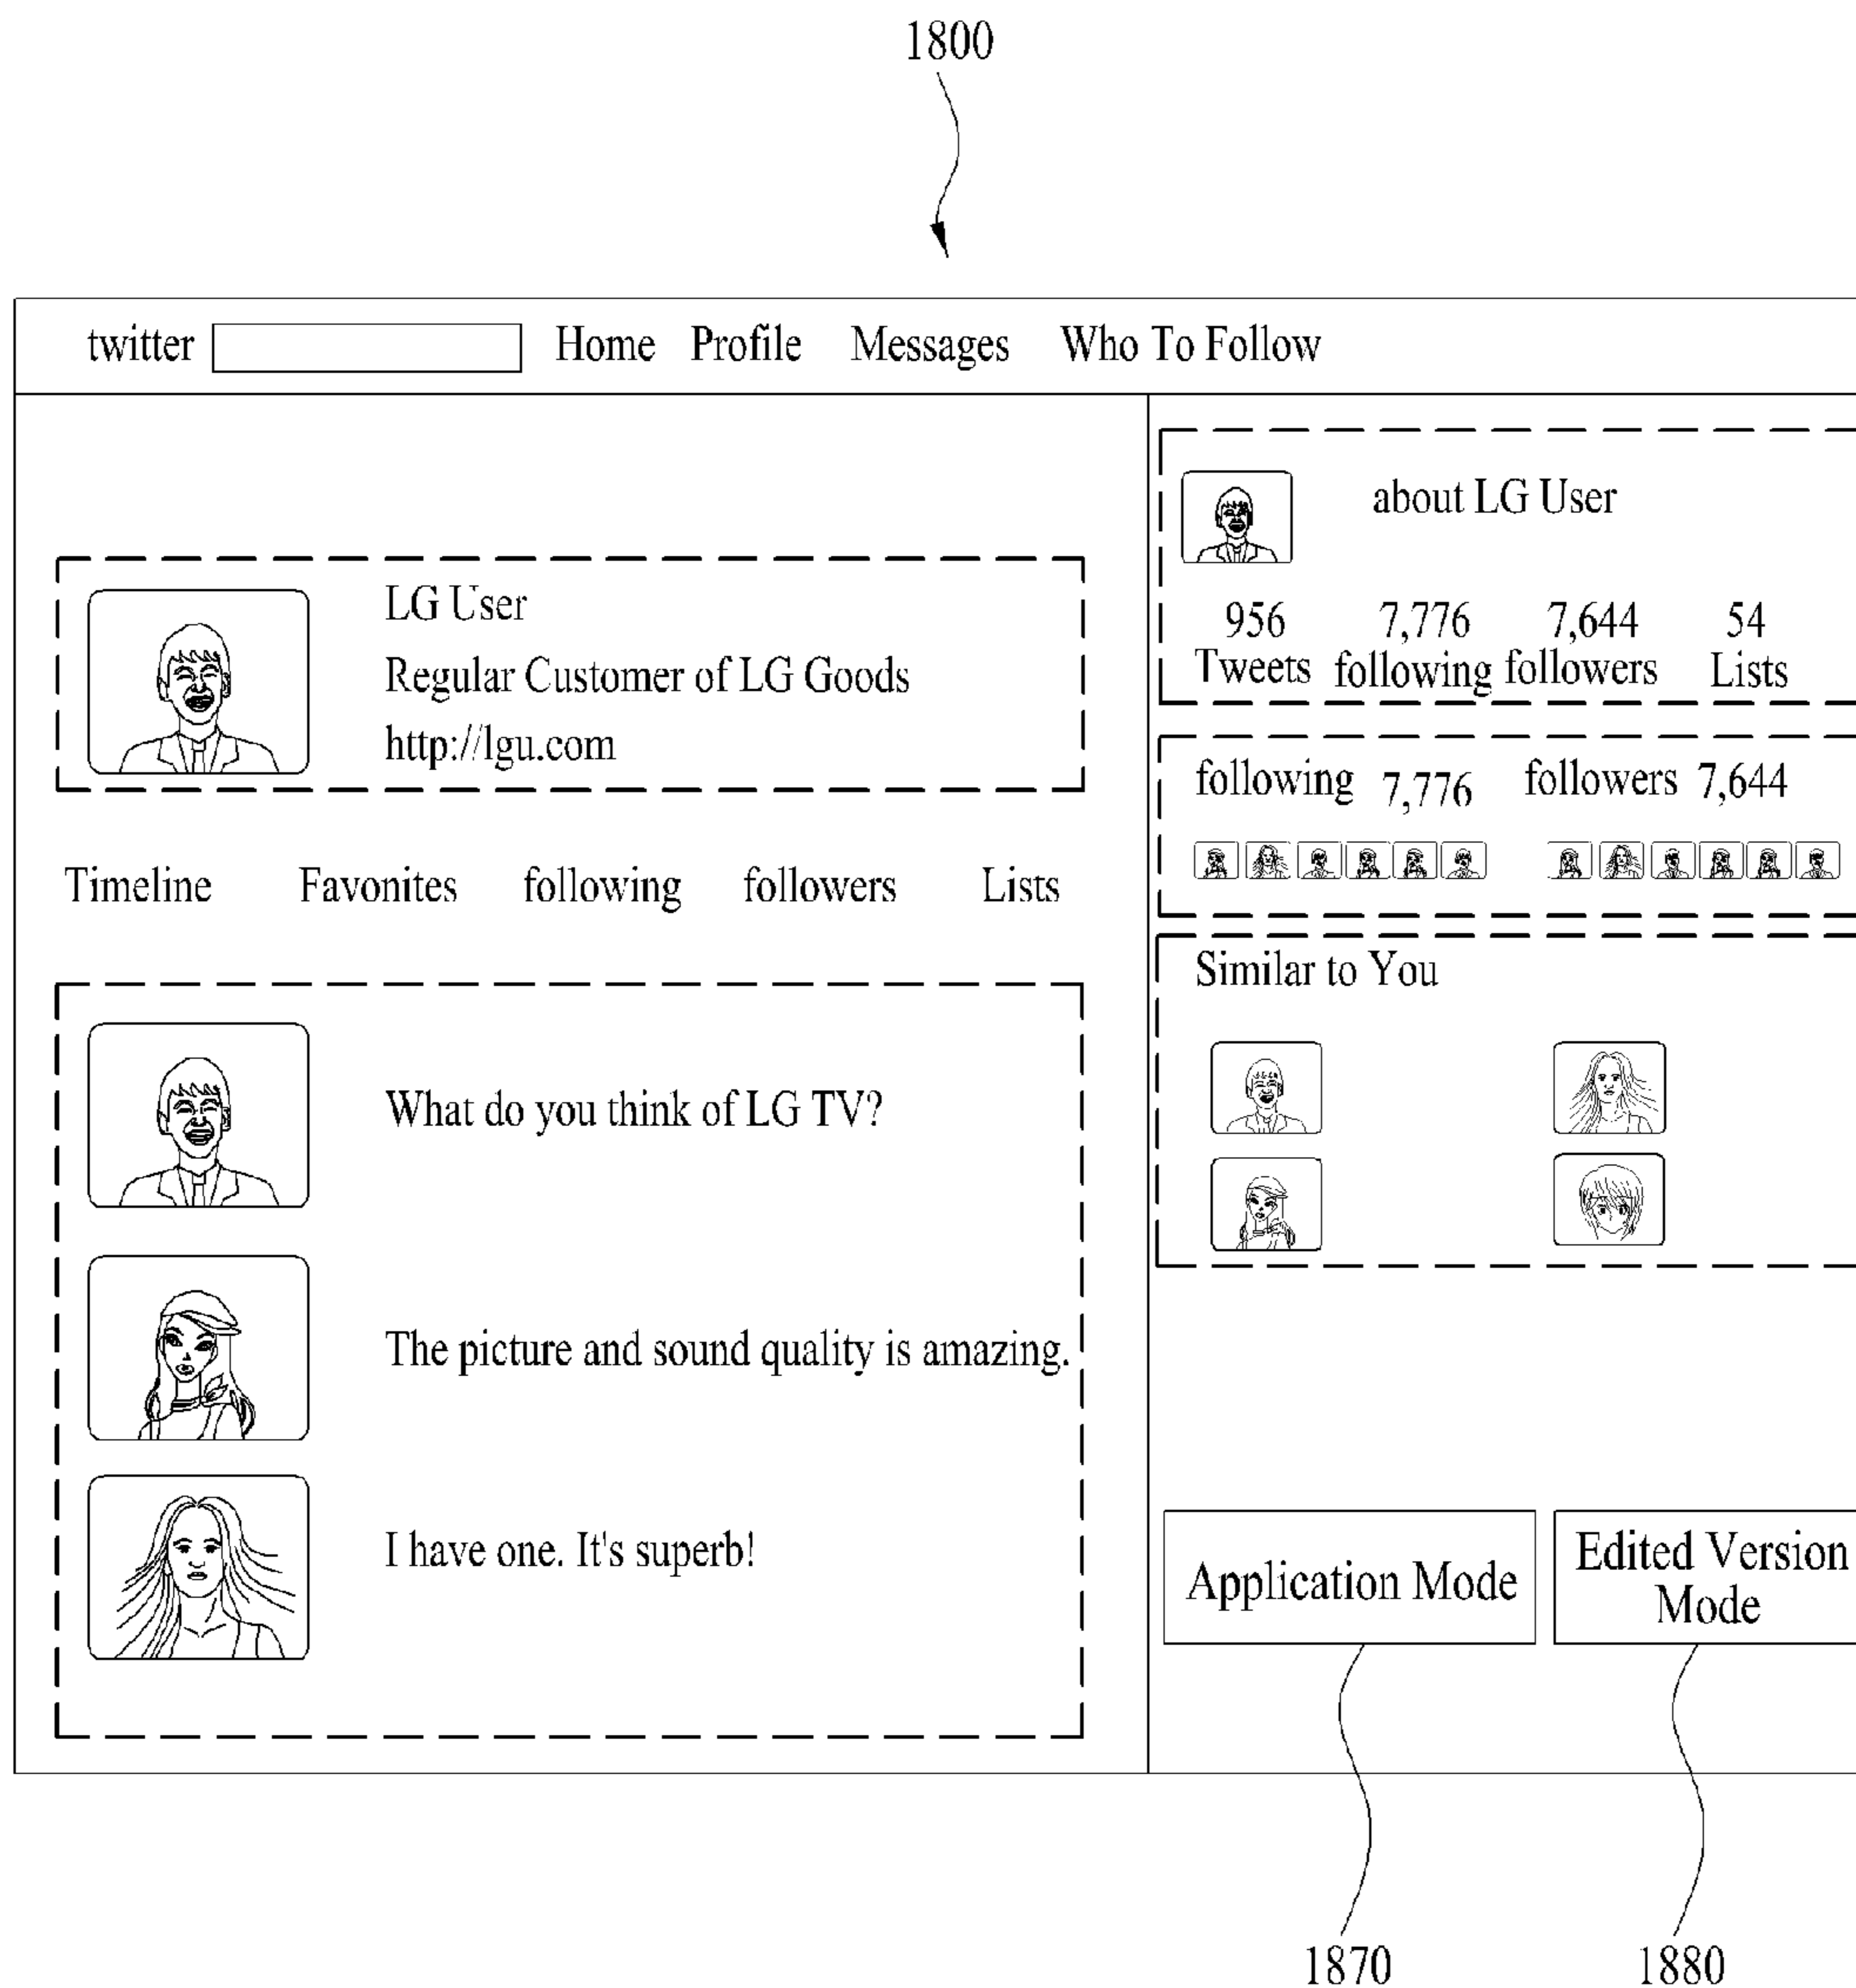 1800
twitter Home Profile Messages Who To Follow
LG User
Regular Customer of LG Goods
http://lgu.com
Timeline Favonites following followers Lists
What do you think of LG TV?
The picture and sound quality is amazing.
I have one. It's superb!
about LG User
956 7,776 7,644 54
Tweets following followers Lists
following 7,776 followers 7,644
Similar to You
Application Mode
Edited Version
Mode
1870 1880